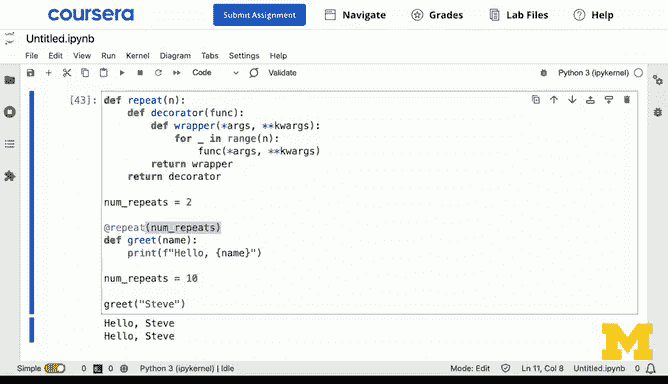 coursera
Submit Assignment
Navigate
Grades
Lab Files
Help
Untitled.ipynb
File Edit View Run Kernel Diagram Tabs Settings Help
Code
Validate
Python 3 (ipykernel)
[43]:
def repeat(n):
    def decorator(func):
        def wrapper(*args, **kwargs):
            for _ in range(n):
                func(*args, **kwargs)
        return wrapper
    return decorator
num_repeats = 2
@repeat(num_repeats)
def greet(name):
    print(f"Hello, {name}")
num_repeats = 10
greet("Steve")
Hello, Steve
Hello, Steve
M
Simple 0 0 Python 3 (ipykernel) | Idle Mode: Edit Ln 11, Col 8 Untitled.ipynb 0